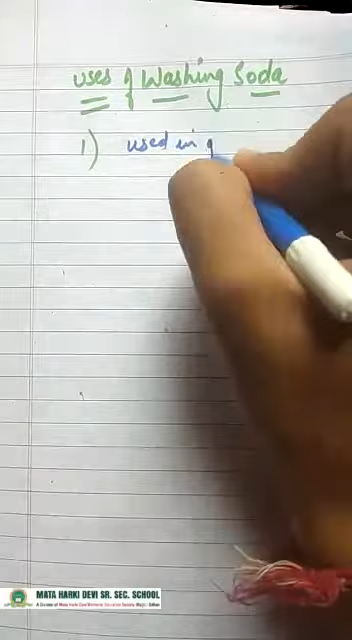 uses of Washing Soda
1) used in
MATA HARKI DEVI SR. SEC. SCHOOL